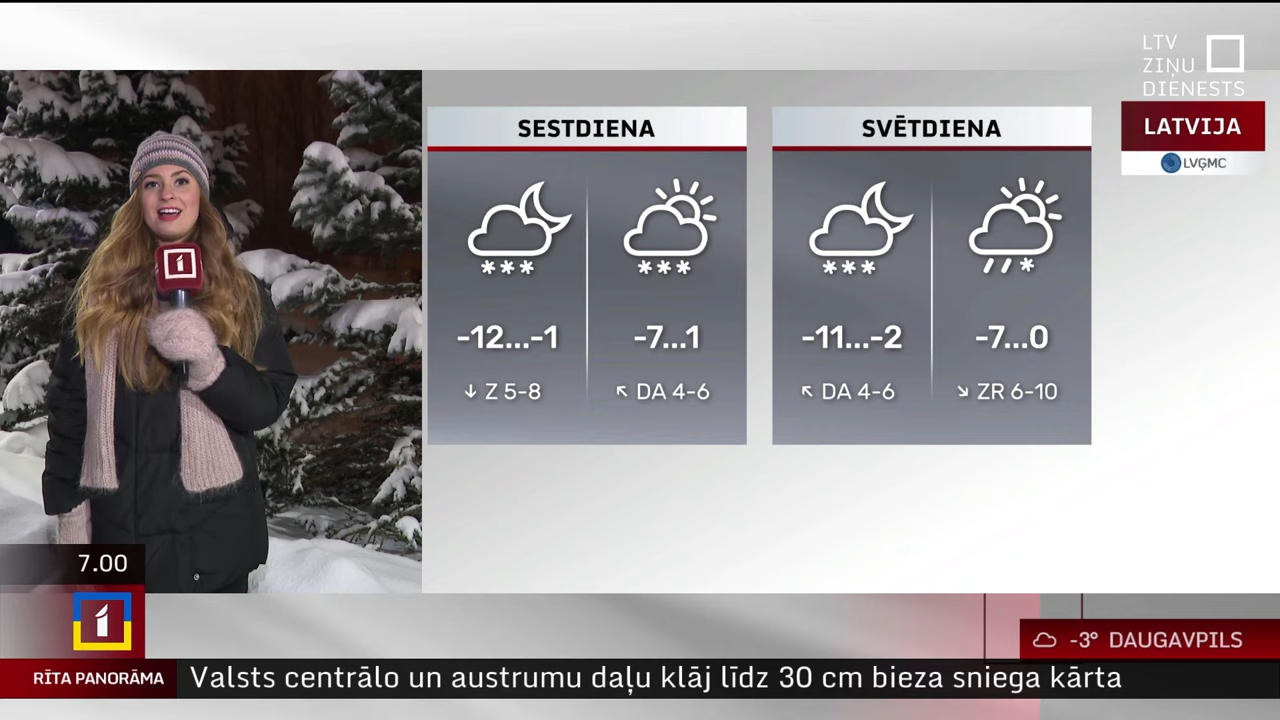 LTV
ZIŅU
DIENESTS
SESTDIENA
SVĒTDIENA
LATVIJA
LVĢMC
1
-12...-1
-7...1
-11...-2
-7...0
↓ Z 5-8
↖ DA 4-6
↖ DA 4-6
↘ ZR 6-10
7.00
1
-3° DAUGAVPILS
RĪTA PANORĀMA
Valsts centrālo un austrumu daļu klāj līdz 30 cm bieza sniega kārta